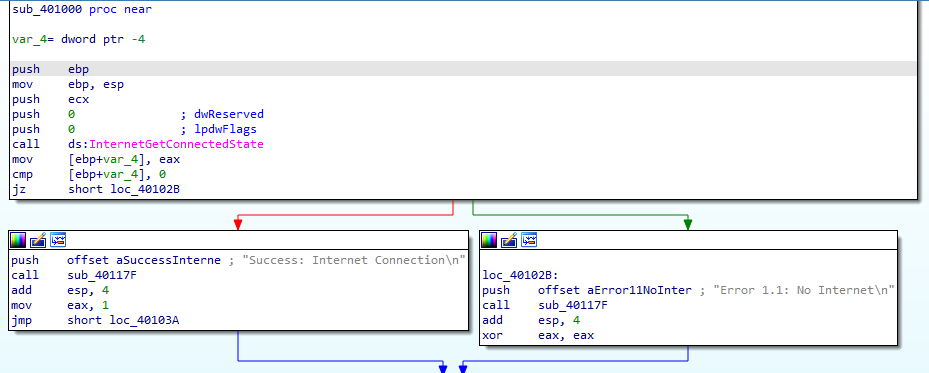 sub_401000 proc near
var_4= dword ptr -4
push ebp
mov ebp, esp
push ecx
push 0 ; dwReserved
push 0 ; lpdwFlags
call ds:InternetGetConnectedState
mov [ebp+var_4], eax
cmp [ebp+var_4], 0
jz short loc_40102B
push offset aSuccessInterne ; "Success: Internet Connection\n"
call sub_40117F
add esp, 4
mov eax, 1
jmp short loc_40103A
loc_40102B:
push offset aError11NoInter ; "Error 1.1: No Internet\n"
call sub_40117F
add esp, 4
xor eax, eax